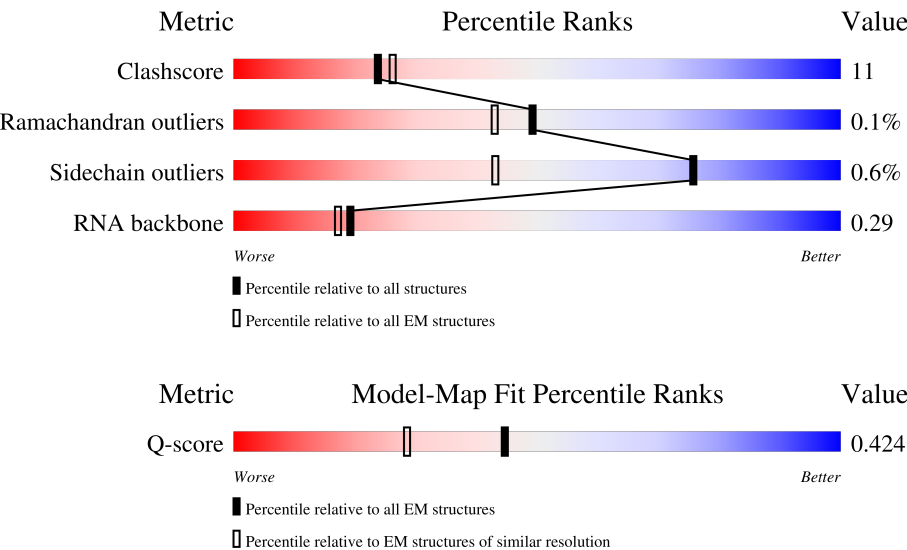 Metric Percentile Ranks Value
Clashscore 11
Ramachandran outliers 0.1%
Sidechain outliers 0.6%
RNA backbone 0.29
Worse Better
Percentile relative to all structures
Percentile relative to all EM structures
Metric Model-Map Fit Percentile Ranks Value
Q-score 0.424
Worse Better
Percentile relative to all EM structures
Percentile relative to EM structures of similar resolution